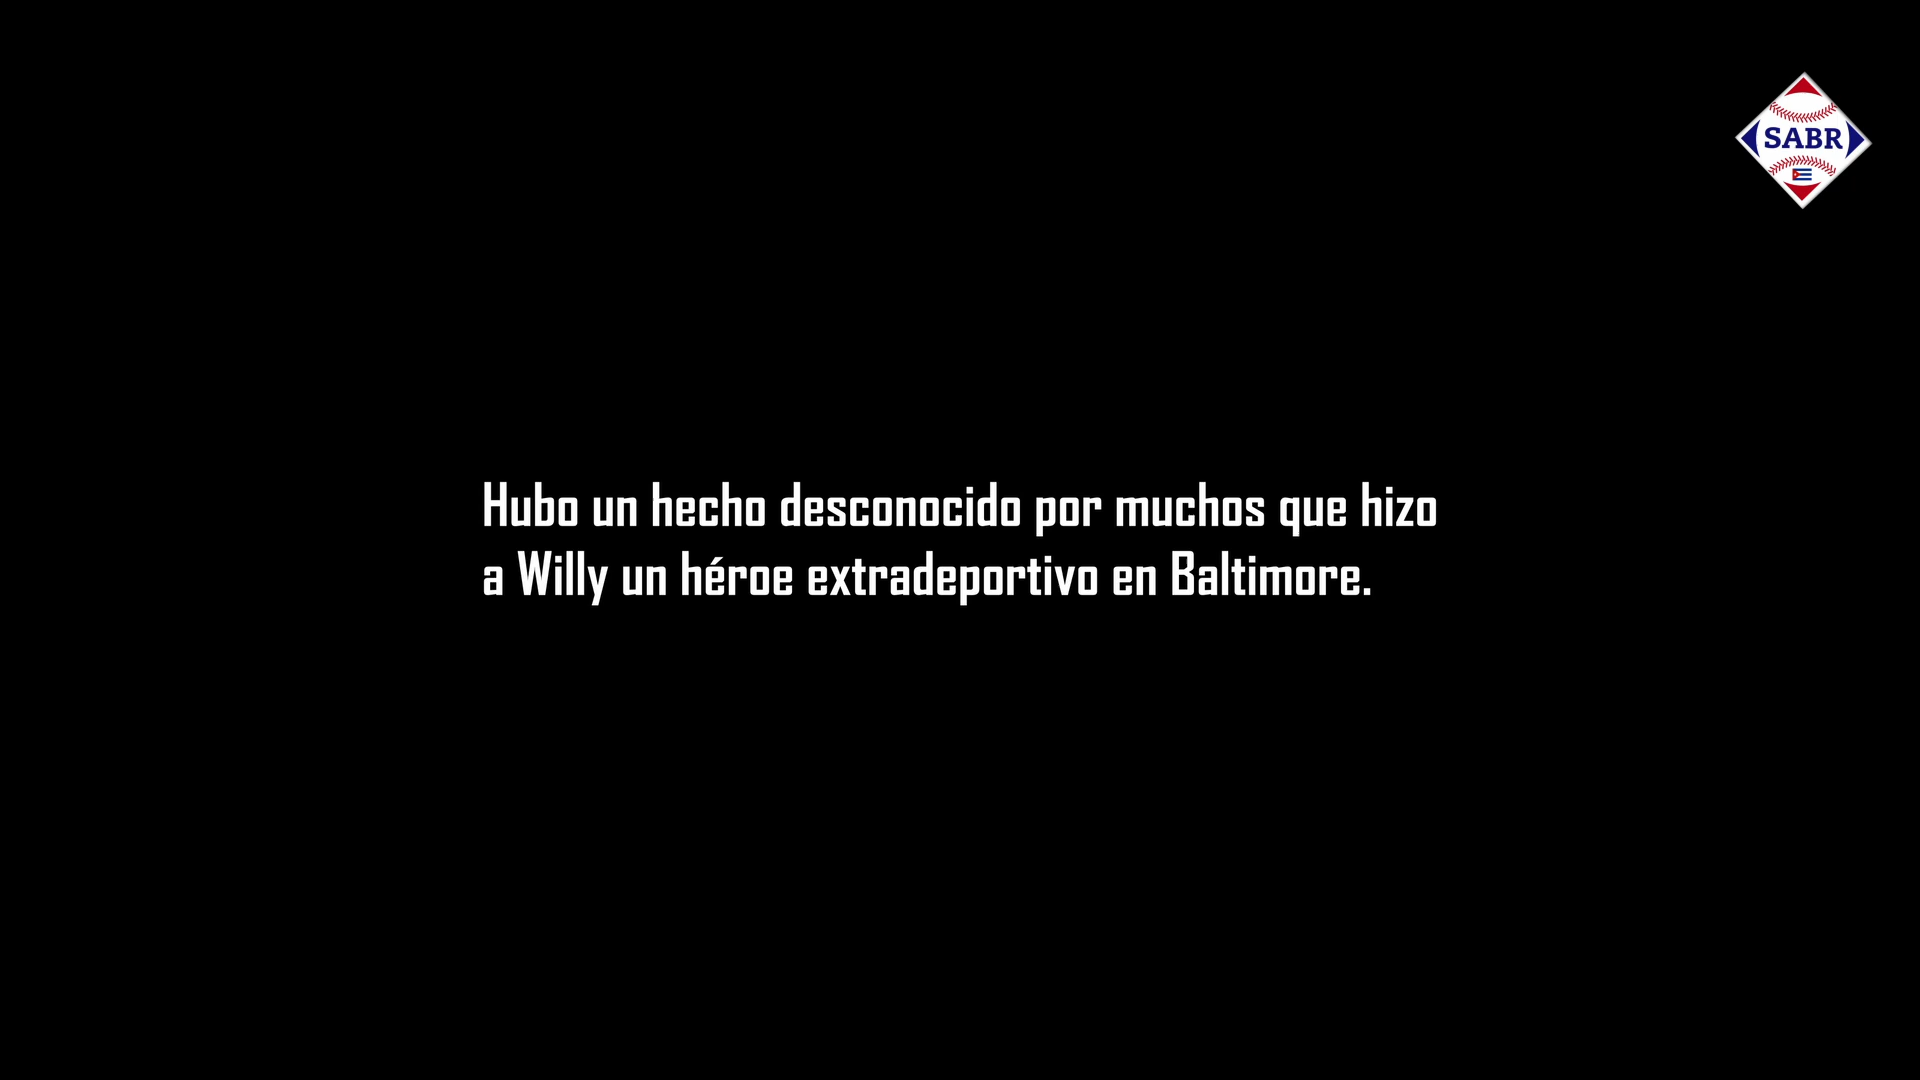 SABR
Hubo un hecho desconocido por muchos que hizo
a Willy un héroe extradeportivo en Baltimore.